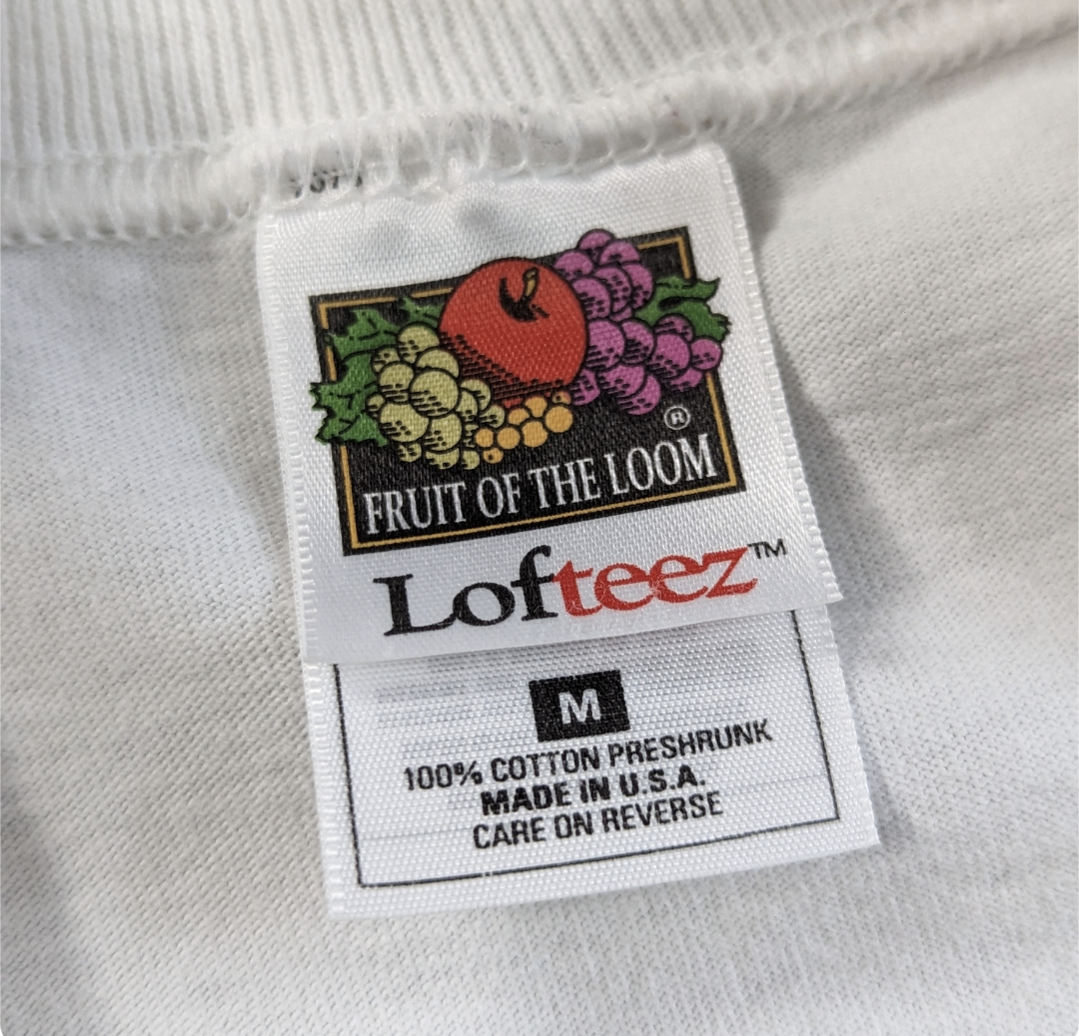 ®
FRUIT OF THE LOOM
Lofteez™
M
100% COTTON PRESHRUNK
MADE IN U.S.A.
CARE ON REVERSE